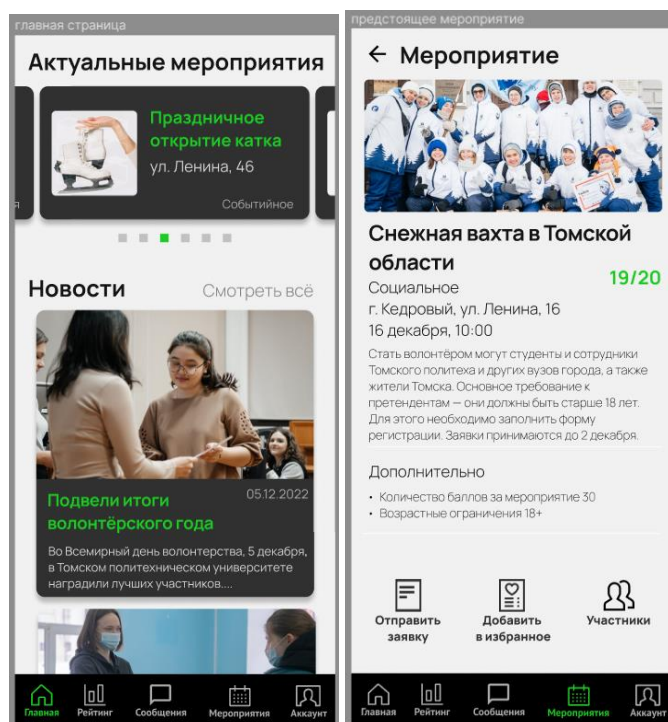 главная страница
Актуальные мероприятия
Праздничное
открытие катка
ул. Ленина, 46
я
Событийное
Новости
Смотреть всё
Подвели итоги
волонтёрского года
05.12.2022
Во Всемирный день волонтерства, 5 декабря,
в Томском политехническом университете
наградили лучших участников....
Главная
Рейтинг
Сообщения
Мероприятия
Аккаунт
предстоящее мероприятие
← Мероприятие
Снежная вахта в Томской
области
19/20
Социальное
г. Кедровый, ул. Ленина, 16
16 декабря, 10:00
Стать волонтёром могут студенты и сотрудники
Томского политеха и других вузов города, а также
жители Томска. Основное требование к
претендентам — они должны быть старше 18 лет.
Для этого необходимо заполнить форму
регистрации. Заявки принимаются до 2 декабря.
Дополнительно
• Количество баллов за мероприятие 30
• Возрастные ограничения 18+
Отправить
заявку
Добавить
в избранное
Участники
Главная
Рейтинг
Сообщения
Мероприятия
Аккаунт